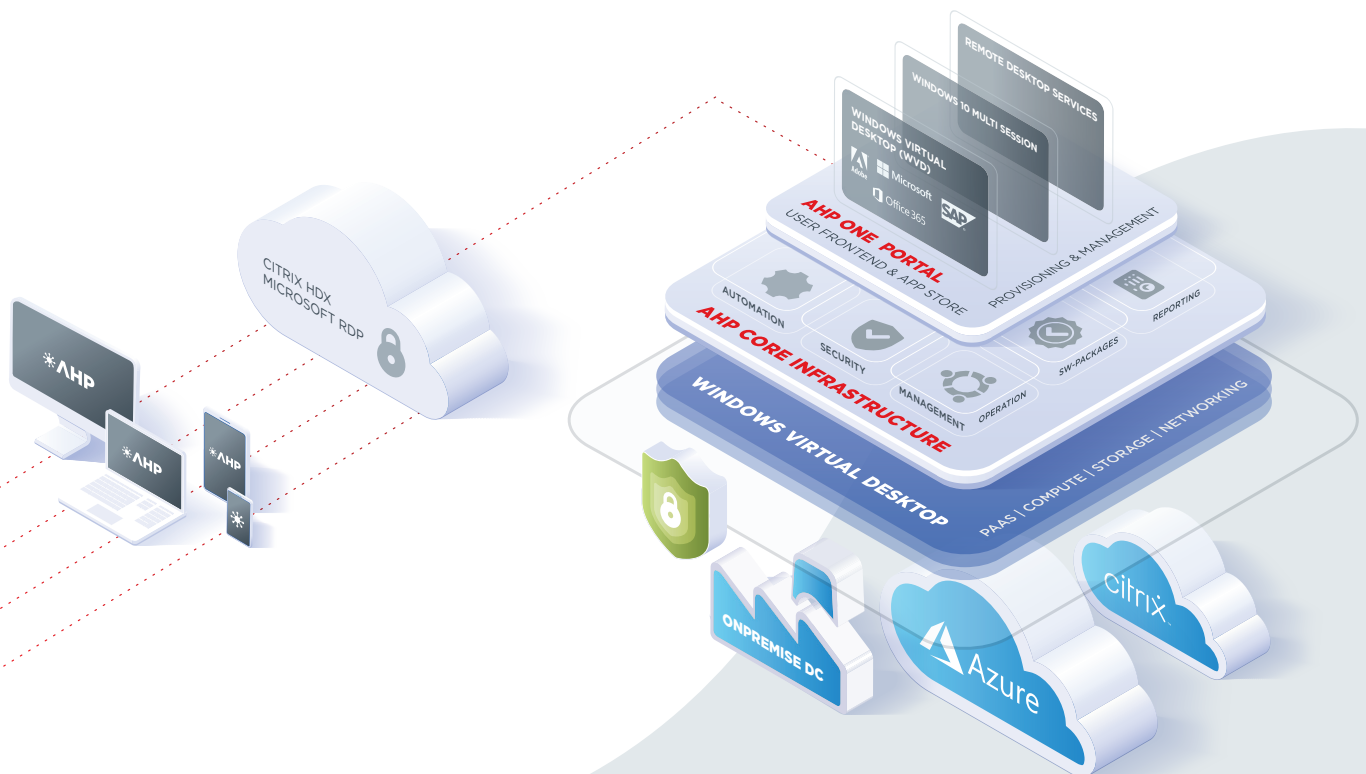 REMOTE DESKTOP SERVICES
WINDOWS 10 MULTI SESSION
WINDOWS VIRTUAL
DESKTOP (WVD)
Adobe
Microsoft
Office 365
SAP
AHP ONE PORTAL
USER FRONTEND & APP STORE
PROVISIONING & MANAGEMENT
AUTOMATION
SECURITY
MANAGEMENT
OPERATION
SW-PACKAGES
REPORTING
AHP CORE INFRASTRUCTURE
WINDOWS VIRTUAL DESKTOP
PAAS | COMPUTE | STORAGE | NETWORKING
CITRIX HDX
MICROSOFT RDP
AHP
AHP
AHP
ONPREMISE DC
Azure
citrix